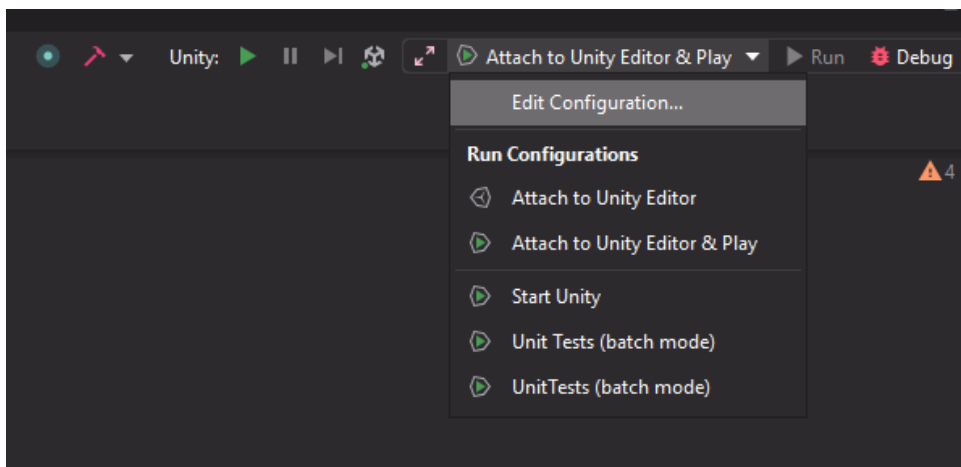 Unity: Attach to Unity Editor & Play Run Debug
Edit Configuration...
Run Configurations
4
Attach to Unity Editor
Attach to Unity Editor & Play
Start Unity
Unit Tests (batch mode)
UnitTests (batch mode)